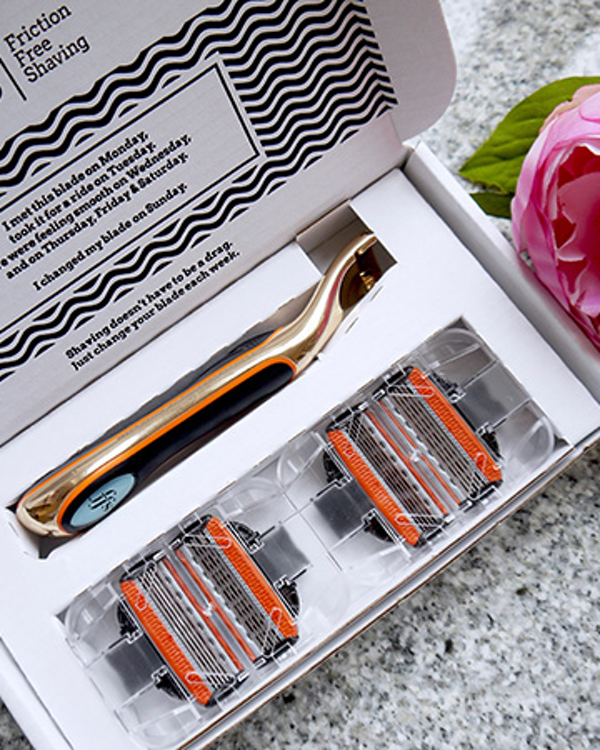 Friction
Free
Shaving
I met this blade on Monday,
took it for a ride on Tuesday.
e were feeling smooth on Wednesday,
and on Thursday, Friday & Saturday.
I changed my blade on Sunday.
Shaving doesn't have to be a drag.
Just change your blade each week.
ffs